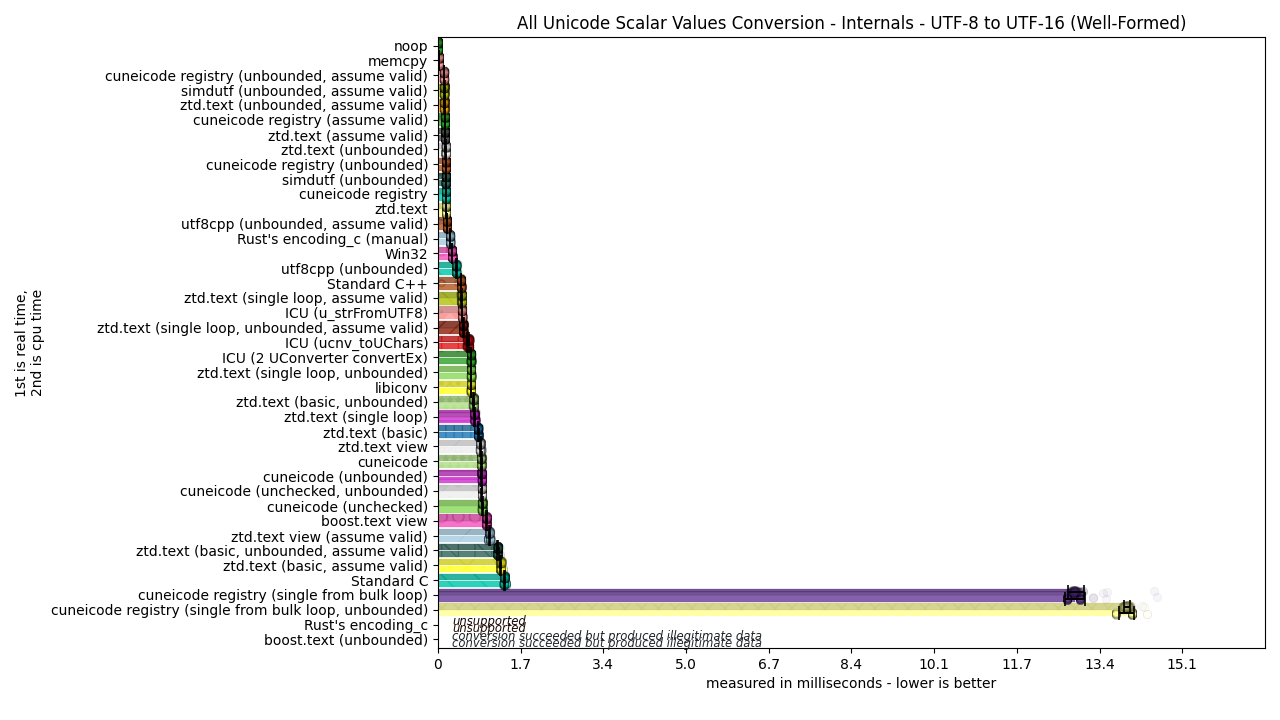 All Unicode Scalar Values Conversion - Internals - UTF-8 to UTF-16 (Well-Formed)
1st is real time,
2nd is cpu time
noop
memcpy
cuneicode registry (unbounded, assume valid)
simdutf (unbounded, assume valid)
ztd.text (unbounded, assume valid)
cuneicode registry (assume valid)
ztd.text (assume valid)
ztd.text (unbounded)
cuneicode registry (unbounded)
simdutf (unbounded)
cuneicode registry
ztd.text
utf8cpp (unbounded, assume valid)
Rust's encoding_c (manual)
Win32
utf8cpp (unbounded)
Standard C++
ztd.text (single loop, assume valid)
ICU (u_strFromUTF8)
ztd.text (single loop, unbounded, assume valid)
ICU (ucnv_toUChars)
ICU (2 UConverter convertEx)
ztd.text (single loop, unbounded)
libiconv
ztd.text (basic, unbounded)
ztd.text (single loop)
ztd.text (basic)
ztd.text view
cuneicode
cuneicode (unbounded)
cuneicode (unchecked, unbounded)
cuneicode (unchecked)
boost.text view
ztd.text view (assume valid)
ztd.text (basic, unbounded, assume valid)
ztd.text (basic, assume valid)
Standard C
cuneicode registry (single from bulk loop)
cuneicode registry (single from bulk loop, unbounded)
Rust's encoding_c
unsupported
unsupported
boost.text (unbounded)
conversion succeeded but produced illegitimate data
conversion succeeded but produced illegitimate data
0 1.7 3.4 5.0 6.7 8.4 10.1 11.7 13.4 15.1
measured in milliseconds - lower is better